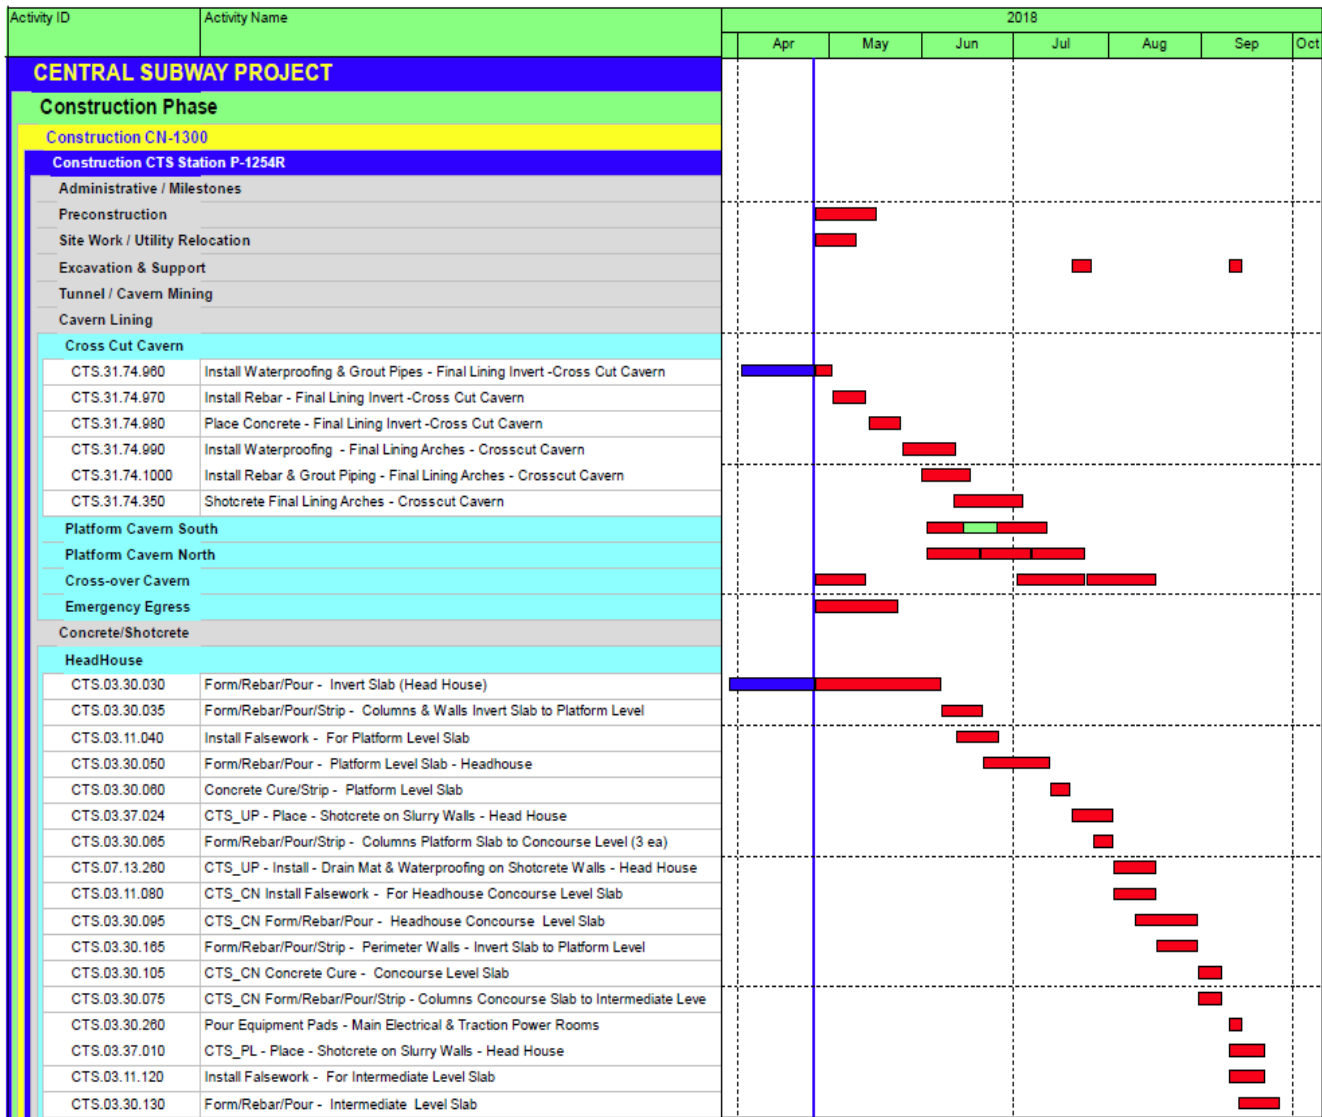 Activity ID Activity Name 2018
Apr May Jun Jul Aug Sep Oct
CENTRAL SUBWAY PROJECT
Construction Phase
Construction CN-1300
Construction CTS Station P-1254R
Administrative / Milestones
Preconstruction
Site Work / Utility Relocation
Excavation & Support
Tunnel / Cavern Mining
Cavern Lining
Cross Cut Cavern
CTS.31.74.960 Install Waterproofing & Grout Pipes - Final Lining Invert -Cross Cut Cavern
CTS.31.74.970 Install Rebar - Final Lining Invert -Cross Cut Cavern
CTS.31.74.980 Place Concrete - Final Lining Invert -Cross Cut Cavern
CTS.31.74.990 Install Waterproofing - Final Lining Arches - Crosscut Cavern
CTS.31.74.1000 Install Rebar & Grout Piping - Final Lining Arches - Crosscut Cavern
CTS.31.74.350 Shotcrete Final Lining Arches - Crosscut Cavern
Platform Cavern South
Platform Cavern North
Cross-over Cavern
Emergency Egress
Concrete/Shotcrete
HeadHouse
CTS.03.30.030 Form/Rebar/Pour - Invert Slab (Head House)
CTS.03.30.035 Form/Rebar/Pour/Strip - Columns & Walls Invert Slab to Platform Level
CTS.03.11.040 Install Falsework - For Platform Level Slab
CTS.03.30.050 Form/Rebar/Pour - Platform Level Slab - Headhouse
CTS.03.30.060 Concrete Cure/Strip - Platform Level Slab
CTS.03.37.024 CTS_UP - Place - Shotcrete on Slurry Walls - Head House
CTS.03.30.065 Form/Rebar/Pour/Strip - Columns Platform Slab to Concourse Level (3 ea)
CTS.07.13.260 CTS_UP - Install - Drain Mat & Waterproofing on Shotcrete Walls - Head House
CTS.03.11.080 CTS_CN Install Falsework - For Headhouse Concourse Level Slab
CTS.03.30.095 CTS_CN Form/Rebar/Pour - Headhouse Concourse Level Slab
CTS.03.30.165 Form/Rebar/Pour/Strip - Perimeter Walls - Invert Slab to Platform Level
CTS.03.30.105 CTS_CN Concrete Cure - Concourse Level Slab
CTS.03.30.075 CTS_CN Form/Rebar/Pour/Strip - Columns Concourse Slab to Intermediate Leve
CTS.03.30.260 Pour Equipment Pads - Main Electrical & Traction Power Rooms
CTS.03.37.010 CTS_PL - Place - Shotcrete on Slurry Walls - Head House
CTS.03.11.120 Install Falsework - For Intermediate Level Slab
CTS.03.30.130 Form/Rebar/Pour - Intermediate Level Slab